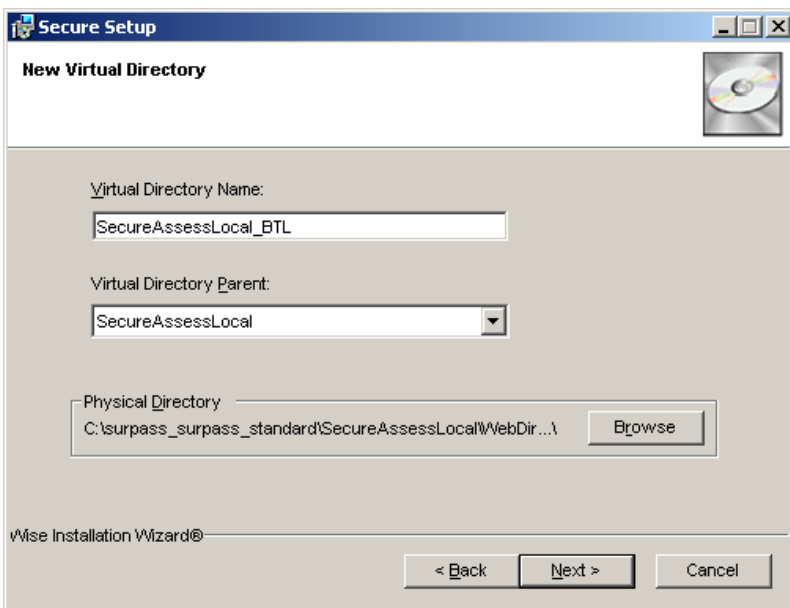 Secure Setup
New Virtual Directory
Virtual Directory Name:
SecureAssessLocal_BTL
Virtual Directory Parent:
SecureAssessLocal
Physical Directory
C:\surpass_surpass_standard\SecureAssessLocal\WebDir...\
Browse
Wise Installation Wizard®
< Back
Next >
Cancel